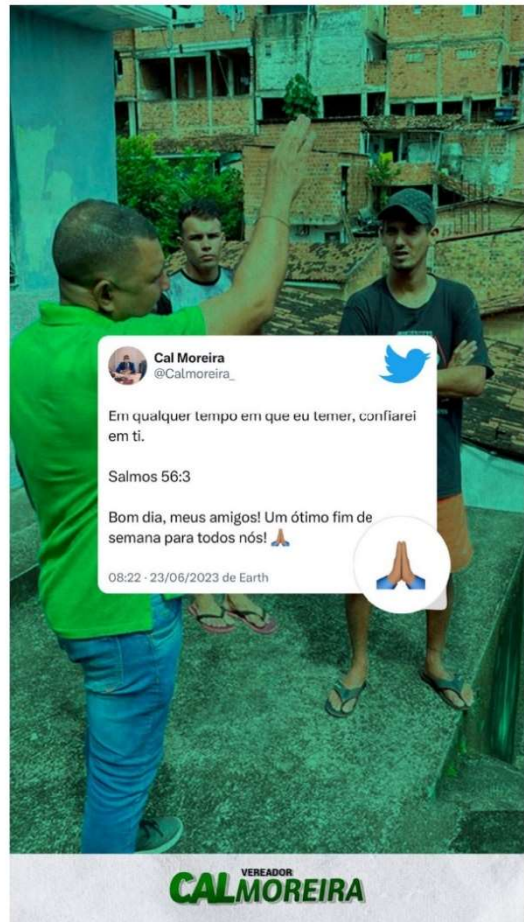 Cal Moreira
@Calmoreira_
Em qualquer tempo em que eu temer, confiarei
em ti.
Salmos 56:3
Bom dia, meus amigos! Um ótimo fim de
semana para todos nós! 🙏🏽
08:22 · 23/06/2023 de Earth
VEREADOR
CALMOREIRA